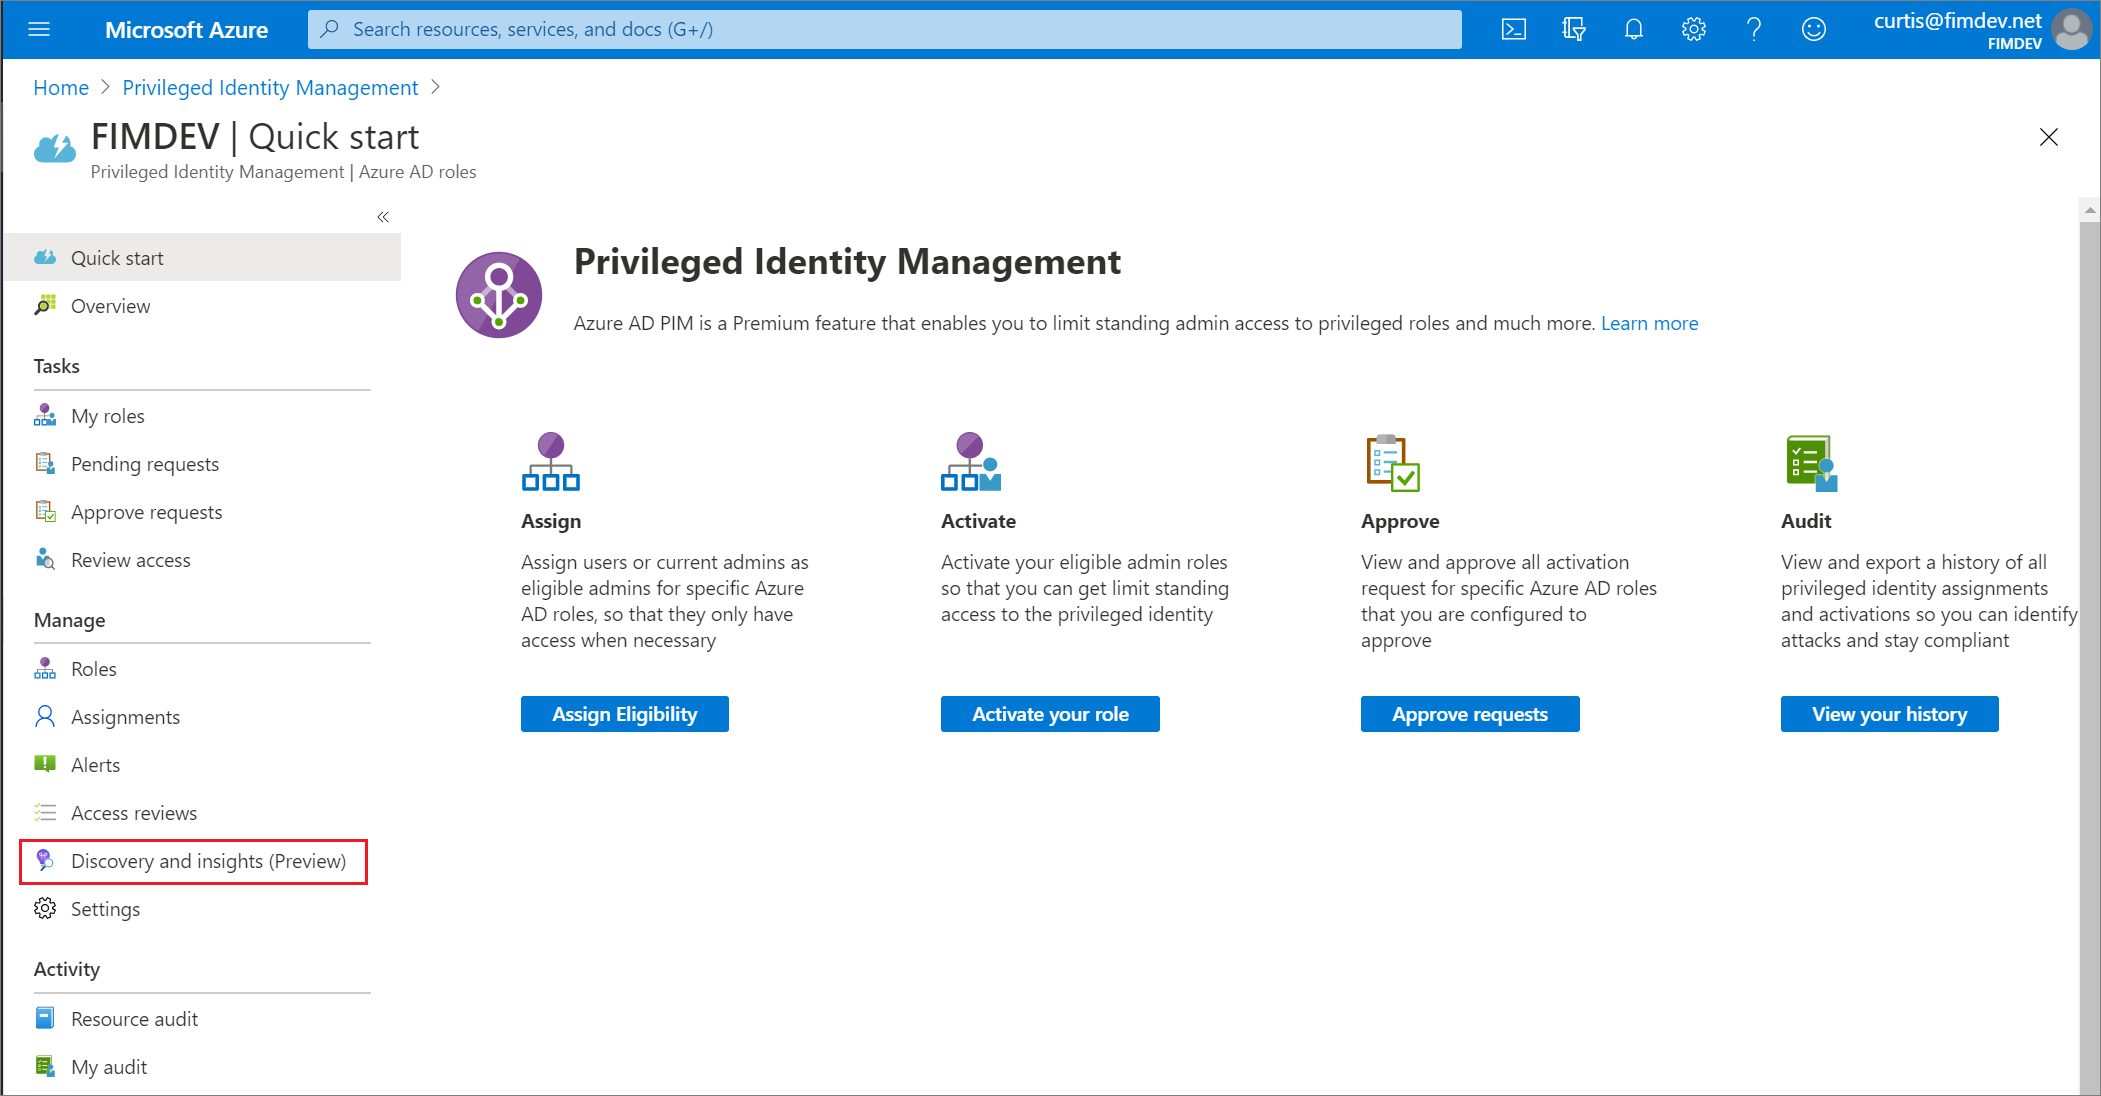 Microsoft Azure
Search resources, services, and docs (G+/)
curtis@fimdev.net
FIMDEV
Home > Privileged Identity Management >
FIMDEV | Quick start
Privileged Identity Management | Azure AD roles
«
Quick start
Overview
Tasks
My roles
Pending requests
Approve requests
Review access
Manage
Roles
Assignments
Alerts
Access reviews
Discovery and insights (Preview)
Settings
Activity
Resource audit
My audit
Privileged Identity Management
Azure AD PIM is a Premium feature that enables you to limit standing admin access to privileged roles and much more. Learn more
Assign
Assign users or current admins as
eligible admins for specific Azure
AD roles, so that they only have
access when necessary
Assign Eligibility
Activate
Activate your eligible admin roles
so that you can get limit standing
access to the privileged identity
Activate your role
Approve
View and approve all activation
request for specific Azure AD roles
that you are configured to
approve
Approve requests
Audit
View and export a history of all
privileged identity assignments
and activations so you can identify
attacks and stay compliant
View your history